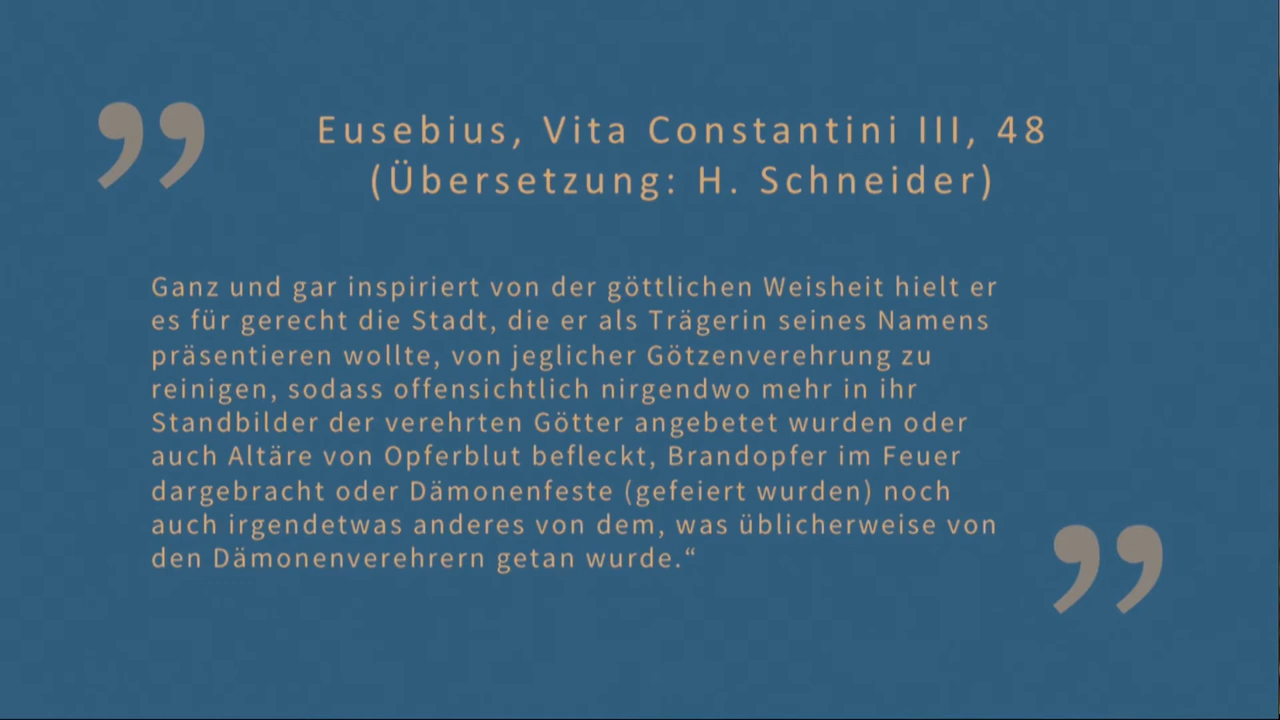 Eusebius, Vita Constantini III, 48
(Übersetzung: H. Schneider)
Ganz und gar inspiriert von der göttlichen Weisheit hielt er
es für gerecht die Stadt, die er als Trägerin seines Namens
präsentieren wollte, von jeglicher Götzenverehrung zu
reinigen, sodass offensichtlich nirgendwo mehr in ihr
Standbilder der verehrten Götter angebetet wurden oder
auch Altäre von Opferblut befleckt, Brandopfer im Feuer
dargebracht oder Dämonenfeste (gefeiert wurden) noch
auch irgendetwas anderes von dem, was üblicherweise von
den Dämonenverehrern getan wurde.“